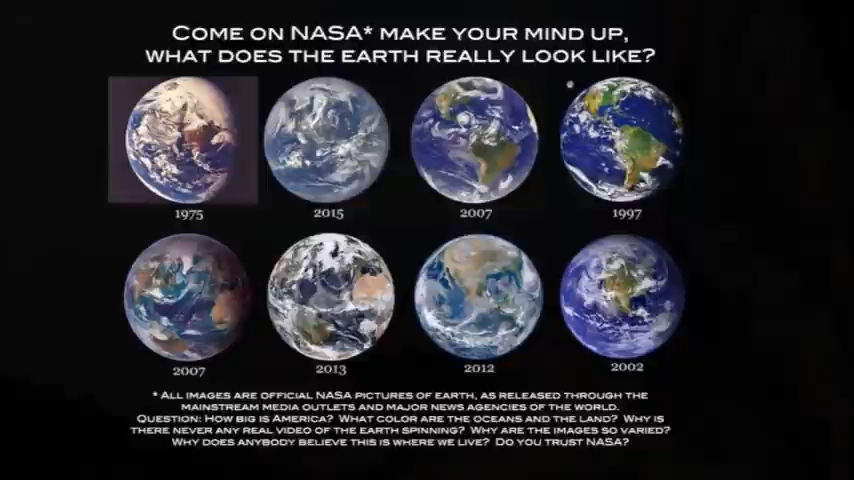 COME ON NASA* MAKE YOUR MIND UP,
WHAT DOES THE EARTH REALLY LOOK LIKE?
1975 2015 2007 1997
2007 2013 2012 2002
* ALL IMAGES ARE OFFICIAL NASA PICTURES OF EARTH, AS RELEASED THROUGH THE
MAINSTREAM MEDIA OUTLETS AND MAJOR NEWS AGENCIES OF THE WORLD.
QUESTION: HOW BIG IS AMERICA? WHAT COLOR ARE THE OCEANS AND THE LAND? WHY IS
THERE NEVER ANY REAL VIDEO OF THE EARTH SPINNING? WHY ARE THE IMAGES SO VARIED?
WHY DOES ANYBODY BELIEVE THIS IS WHERE WE LIVE? DO YOU TRUST NASA?